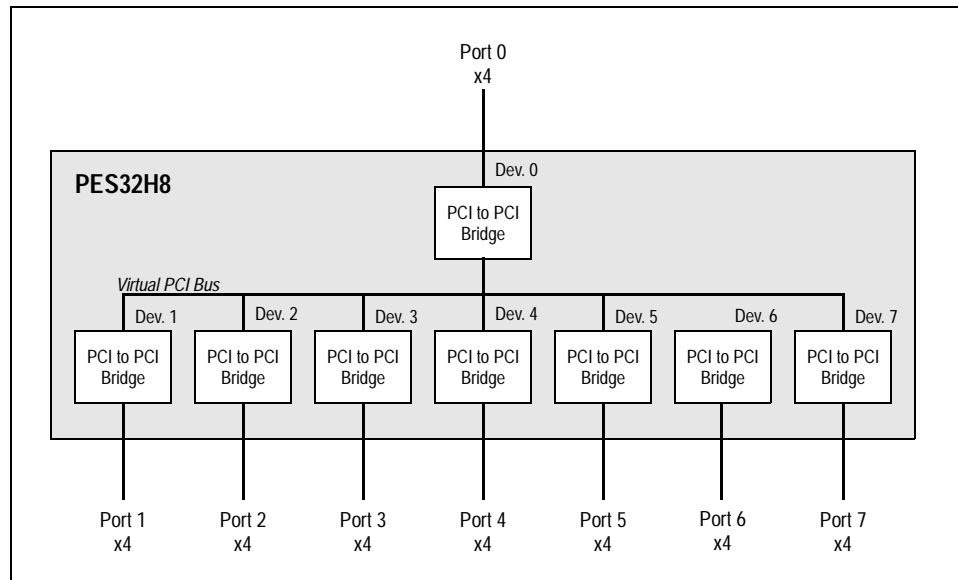 Port 0
x4
PES32H8
Dev. 0
PCI to PCI
Bridge
Virtual PCI Bus
Dev. 1
Dev. 2
Dev. 3
Dev. 4
Dev. 5
Dev. 6
Dev. 7
PCI to PCI
Bridge
PCI to PCI
Bridge
PCI to PCI
Bridge
PCI to PCI
Bridge
PCI to PCI
Bridge
PCI to PCI
Bridge
PCI to PCI
Bridge
Port 1
x4
Port 2
x4
Port 3
x4
Port 4
x4
Port 5
x4
Port 6
x4
Port 7
x4